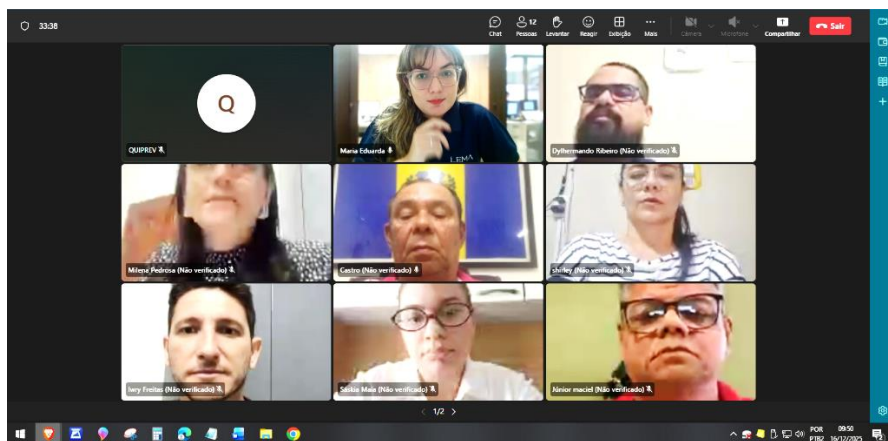 33:38
Chat
12
Pessoas
Levantar
Reagir
Exibição
Mais
Câmera
Microfone
Compartilhar
Sair
Q
QUIPREV
Maria Eduarda
LEMA
Dylhermando Ribeiro (Não verificado)
Milena Pedrosa (Não verificado)
Castro (Não verificado)
shirley (Não verificado)
Iwry Freitas (Não verificado)
Sástia Maia (Não verificado)
Júnior maciel (Não verificado)
1/2
POR
PTB2
09:50
16/12/2025